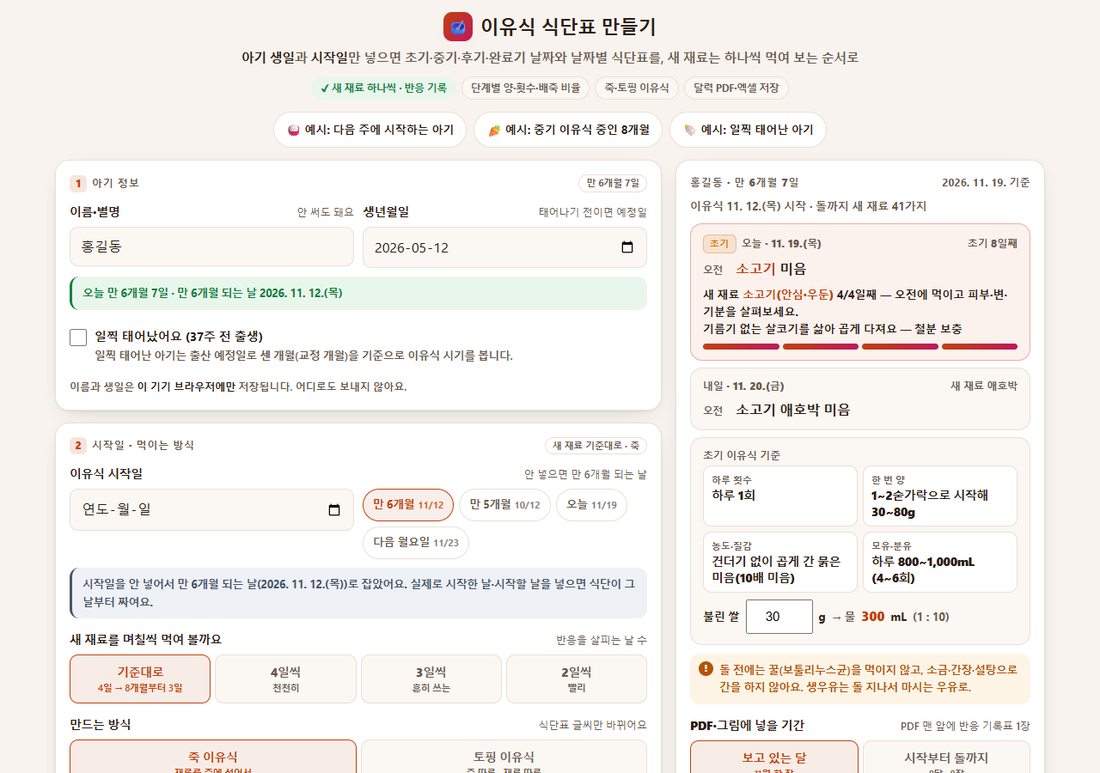 이유식 식단표 만들기
아기 생일과 시작일만 넣으면 초기·중기·후기·완료기 날짜와 날짜별 식단표를, 새 재료는 하나씩 먹여 보는 순서로
✓ 새 재료 하나씩 · 반응 기록
단계별 양·횟수·배죽 비율
죽·토핑 이유식
달력 PDF·엑셀 저장
예시: 다음 주에 시작하는 아기
예시: 중기 이유식 중인 8개월
예시: 일찍 태어난 아기
1 아기 정보
만 6개월 7일
이름·별명
안 써도 돼요
생년월일
태어나기 전이면 예정일
홍길동
2026-05-12
오늘 만 6개월 7일 · 만 6개월 되는 날 2026. 11. 12.(목)
일찍 태어났어요 (37주 전 출생)
일찍 태어난 아기는 출산 예정일로 센 개월(교정 개월)을 기준으로 이유식 시기를 봅니다.
이름과 생일은 이 기기 브라우저에만 저장됩니다. 어디로도 보내지 않아요.
2 시작일 · 먹이는 방식
새 재료 기준대로 · 죽
이유식 시작일
안 넣으면 만 6개월 되는 날
연도-월-일
만 6개월 11/12
만 5개월 10/12
오늘 11/19
다음 월요일 11/23
시작일을 안 넣어서 만 6개월 되는 날(2026. 11. 12.(목))로 잡았어요. 실제로 시작한 날·시작할 날을 넣으면 식단이 그
날부터 짜여요.
새 재료를 며칠씩 먹여 볼까요
반응을 살피는 날 수
기준대로
4일 → 8개월부터 3일
4일씩
천천히
3일씩
흔히 쓰는
2일씩
빨리
만드는 방식
식단표 글씨만 바뀌어요
죽 이유식
토핑 이유식
홍길동 · 만 6개월 7일
2026. 11. 19. 기준
이유식 11. 12.(목) 시작 · 돌까지 새 재료 41가지
초기 오늘 · 11. 19.(목)
초기 8일째
오전 소고기 미음
새 재료 소고기(안심·우둔) 4/4일째 — 오전에 먹이고 피부·변·
기분을 살펴보세요.
기름기 없는 살코기를 삶아 곱게 다져요 — 철분 보충
내일 · 11. 20.(금)
새 재료 애호박
오전 소고기 애호박 미음
초기 이유식 기준
하루 횟수
하루 1회
한 번 양
1~2숟가락으로 시작해
30~80g
농도·질감
건더기 없이 곱게 간 묽은
미음(10배 미음)
모유·분유
하루 800~1,000mL
(4~6회)
불린 쌀 30 g → 물 300 mL (1 : 10)
! 돌 전에는 꿀(보툴리누스균)을 먹이지 않고, 소금·간장·설탕으로
간을 하지 않아요. 생우유는 돌 지나서 마시는 우유로.
PDF·그림에 넣을 기간
PDF 맨 앞에 반응 기록표 1장
보고 있는 달
시작부터 돌까지